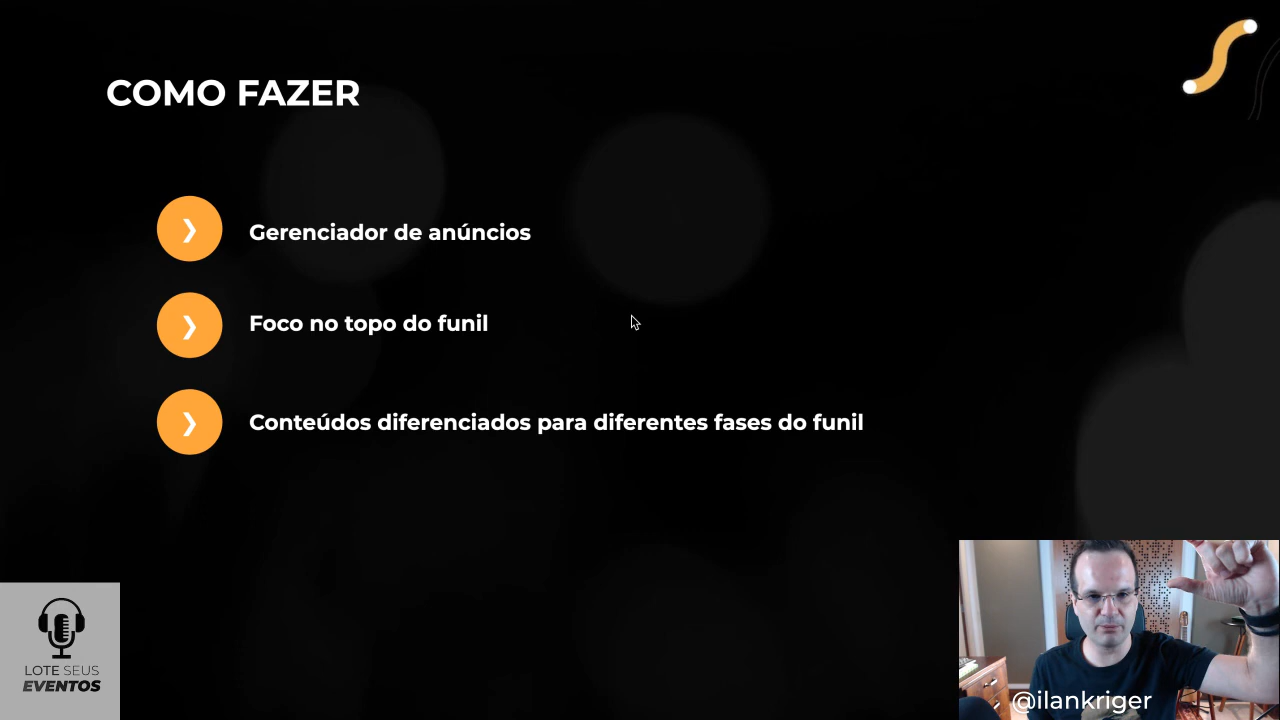 COMO FAZER
Gerenciador de anúncios
Foco no topo do funil
Conteúdos diferenciados para diferentes fases do funil
LOTE SEUS
EVENTOS
@ilankriger